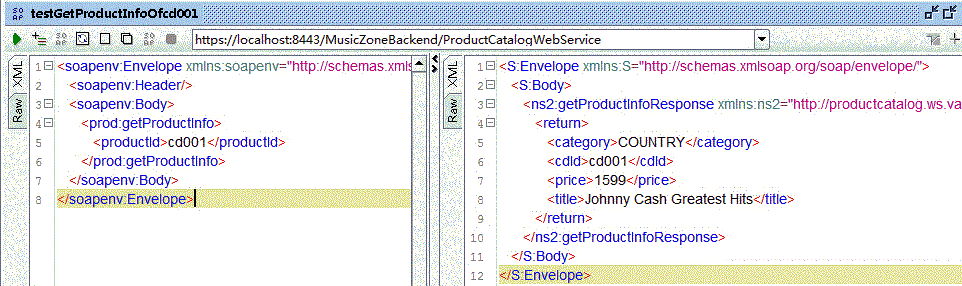 testGetProductInfoOfcd001
https://localhost:8443/MusicZoneBackend/ProductCatalogWebService
XML
Raw
1 <soapenv:Envelope xmlns:soapenv="http://schemas.xmls
2 <soapenv:Header/>
3 <soapenv:Body>
4 <prod:getProductInfo>
5 <productId>cd001</productId>
6 </prod:getProductInfo>
7 </soapenv:Body>
8 </soapenv:Envelope>
XML
Raw
1 <S:Envelope xmlns:S="http://schemas.xmlsoap.org/soap/envelope/">
2 <S:Body>
3 <ns2:getProductInfoResponse xmlns:ns2="http://productcatalog.ws.va
4 <return>
5 <category>COUNTRY</category>
6 <cdId>cd001</cdId>
7 <price>1599</price>
8 <title>Johnny Cash Greatest Hits</title>
9 </return>
10 </ns2:getProductInfoResponse>
11 </S:Body>
12 </S:Envelope>